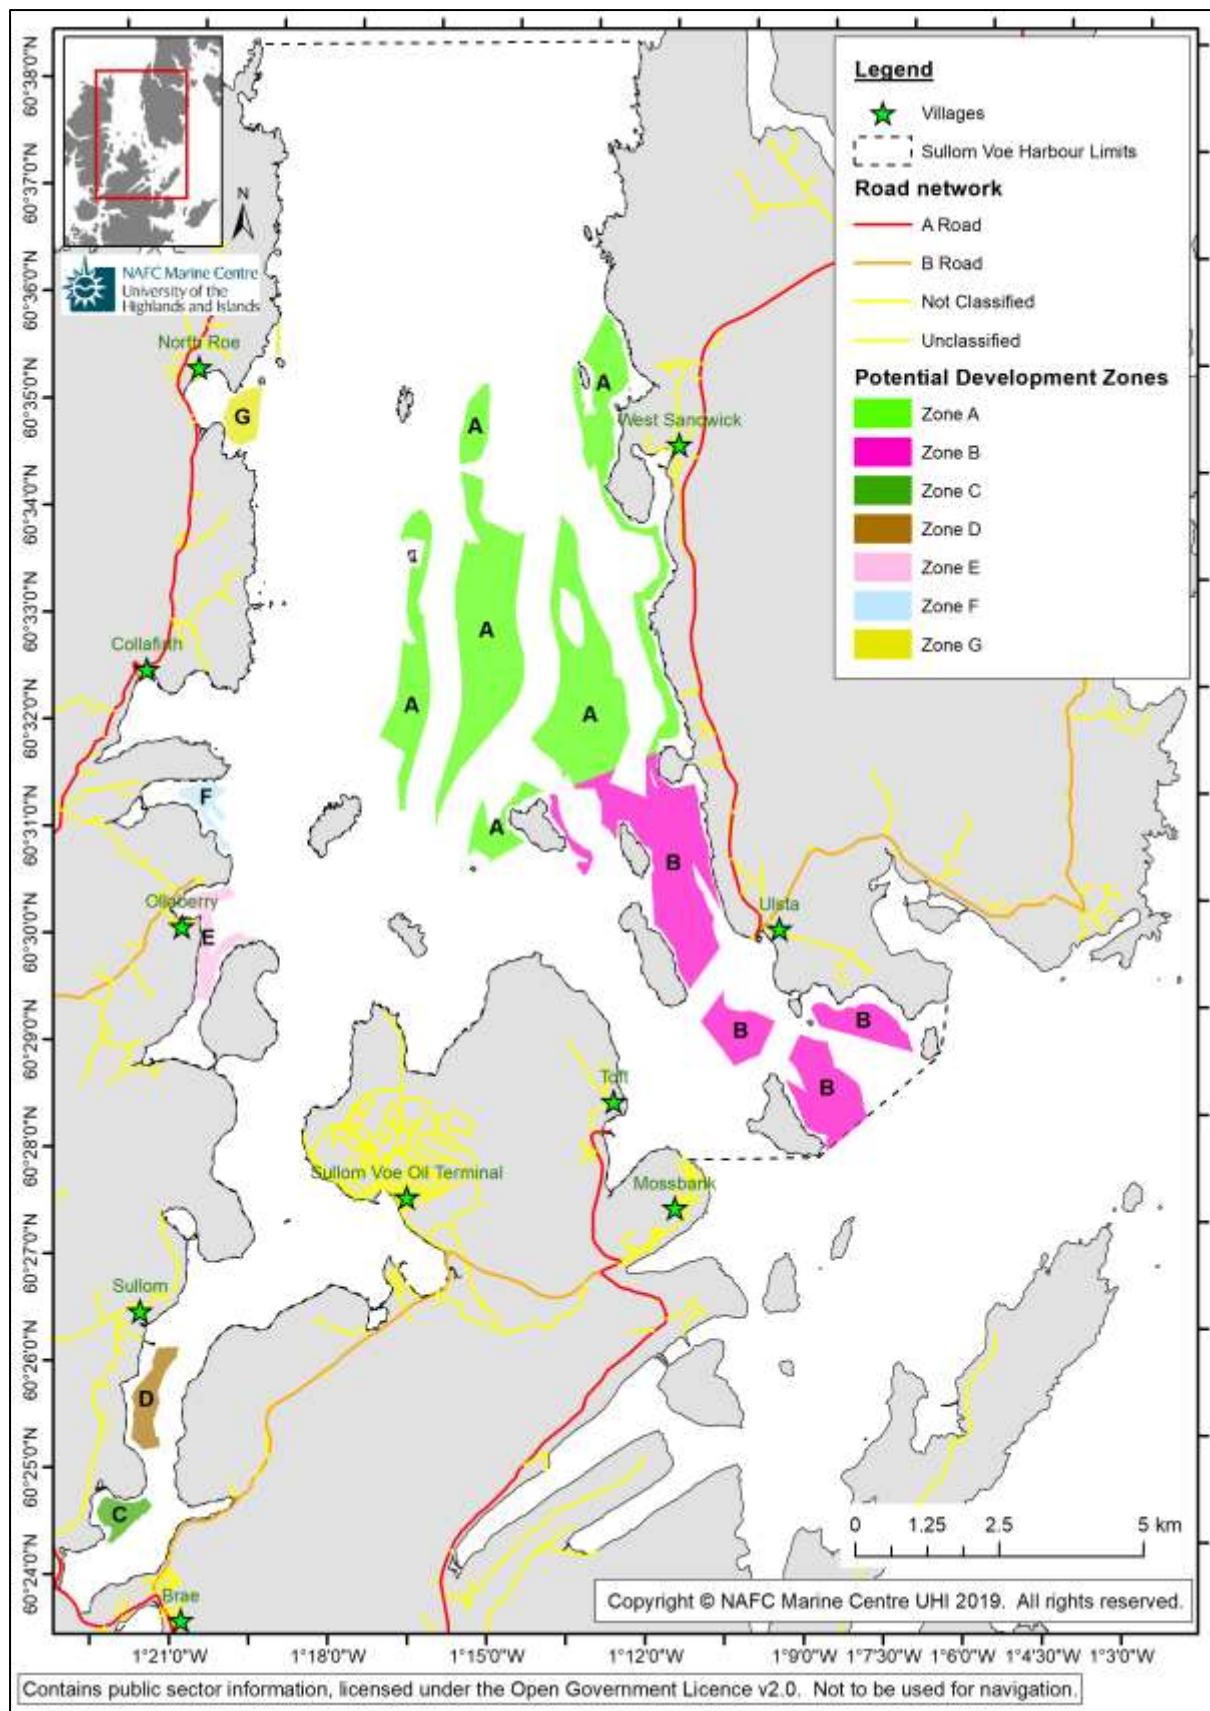 N
NAFC Marine Centre
University of the
Highlands and Islands
Legend
Villages
Sullom Voe Harbour Limits
Road network
A Road
B Road
Not Classified
Unclassified
Potential Development Zones
Zone A
Zone B
Zone C
Zone D
Zone E
Zone F
Zone G
60°38'0"N
60°37'0"N
60°36'0"N
60°35'0"N
60°34'0"N
60°33'0"N
60°32'0"N
60°31'0"N
60°30'0"N
60°29'0"N
60°28'0"N
60°27'0"N
60°26'0"N
60°25'0"N
60°24'0"N
North Roe
G
A
A
West Sandwick
A
A
A
Collafirth
F
A
B
Ollaberry
E
Ulsta
B
B
B
Toft
Sullom Voe Oil Terminal
Mossbank
Sullom
D
C
Brae
0 1.25 2.5 5 km
Copyright © NAFC Marine Centre UHI 2019. All rights reserved.
1°21'0"W 1°18'0"W 1°15'0"W 1°12'0"W 1°9'0"W 1°7'30"W 1°6'0"W 1°4'30"W 1°3'0"W
Contains public sector information, licensed under the Open Government Licence v2.0. Not to be used for navigation.